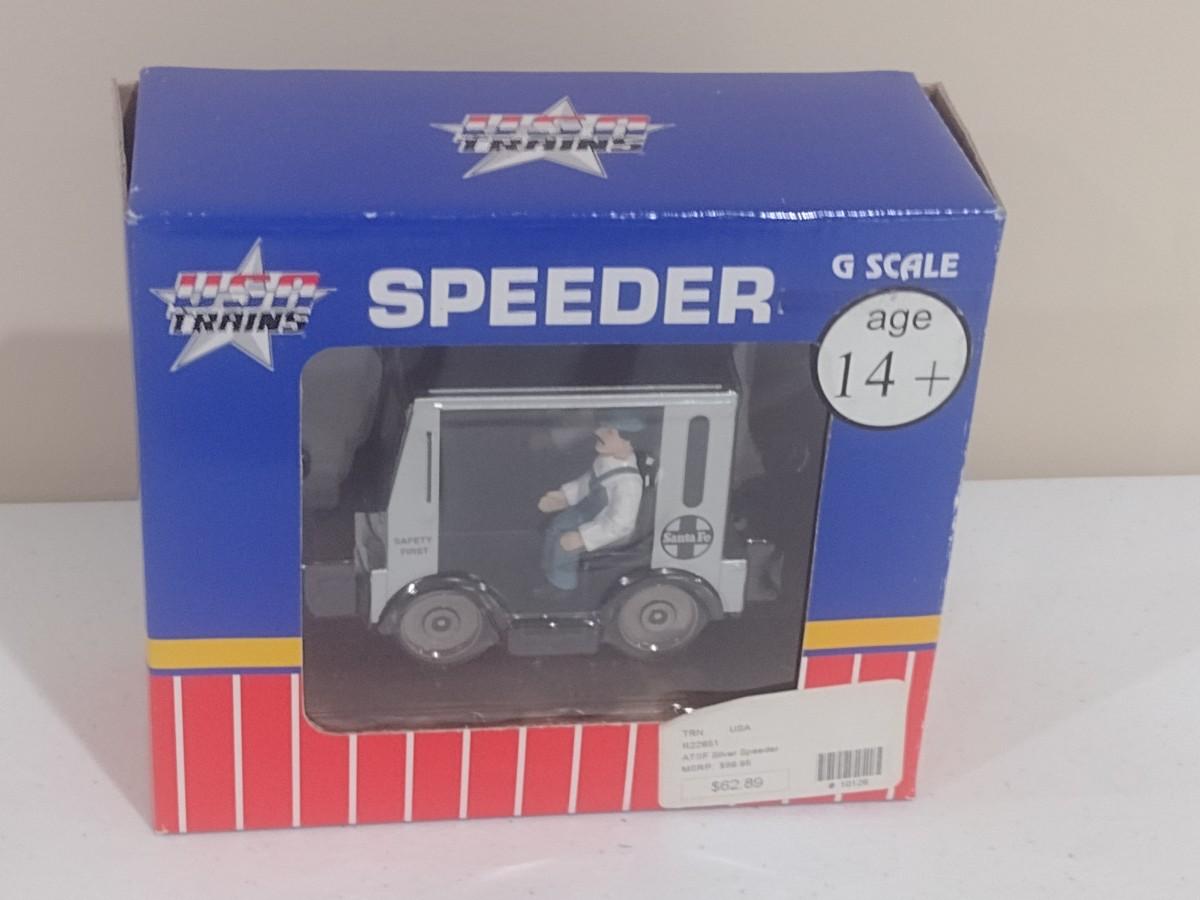 USA
TRAINS
USA
TRAINS
SPEEDER
G SCALE
age
14 +
SAFETY
FIRST
Santa Fe
TRN USA
R22651
ATSF Silver Speeder
MSRP:
$62.89